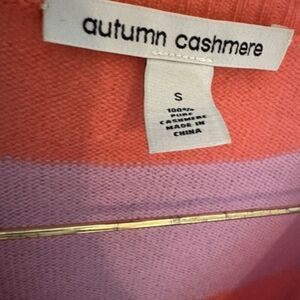 autumn cashmere
S
100%
PURE
CASHMERE
MADE IN
CHINA